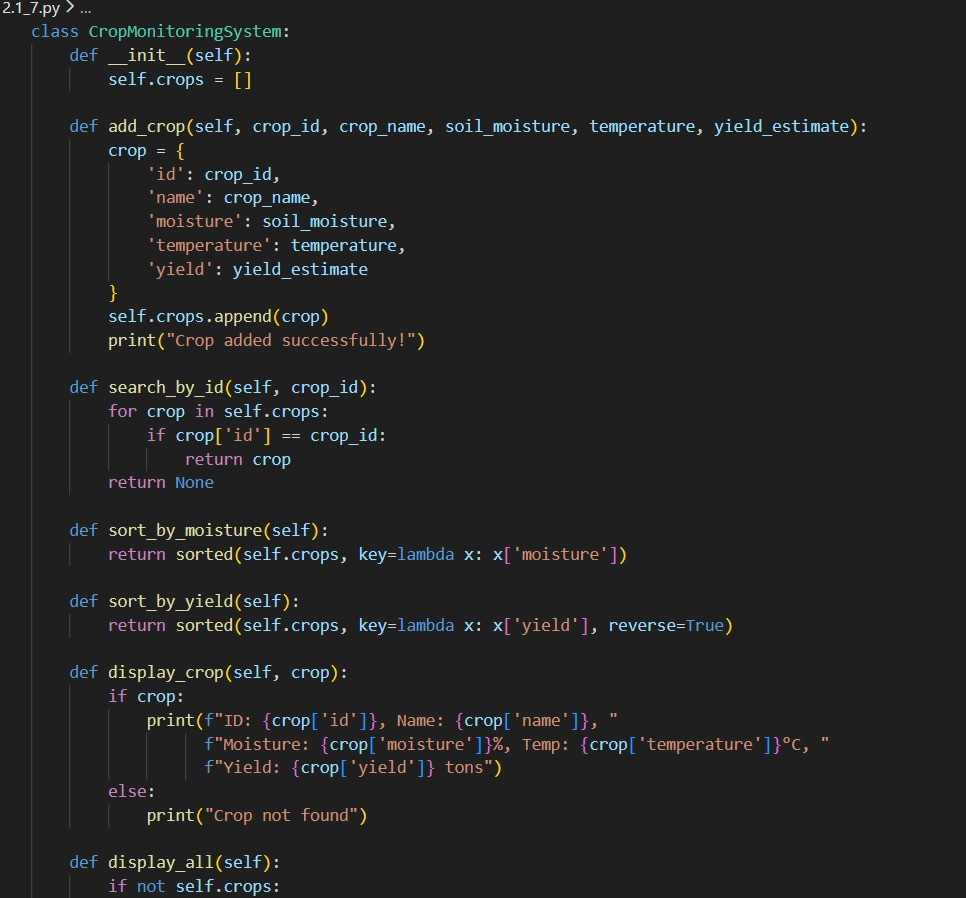 2.1_7.py > ...
class CropMonitoringSystem:
    def __init__(self):
        self.crops = []

    def add_crop(self, crop_id, crop_name, soil_moisture, temperature, yield_estimate):
        crop = {
            'id': crop_id,
            'name': crop_name,
            'moisture': soil_moisture,
            'temperature': temperature,
            'yield': yield_estimate
        }
        self.crops.append(crop)
        print("Crop added successfully!")

    def search_by_id(self, crop_id):
        for crop in self.crops:
            if crop['id'] == crop_id:
                return crop
        return None

    def sort_by_moisture(self):
        return sorted(self.crops, key=lambda x: x['moisture'])

    def sort_by_yield(self):
        return sorted(self.crops, key=lambda x: x['yield'], reverse=True)

    def display_crop(self, crop):
        if crop:
            print(f"ID: {crop['id']}, Name: {crop['name']}, "
                  f"Moisture: {crop['moisture']}%, Temp: {crop['temperature']}°C, "
                  f"Yield: {crop['yield']} tons")
        else:
            print("Crop not found")

    def display_all(self):
        if not self.crops: